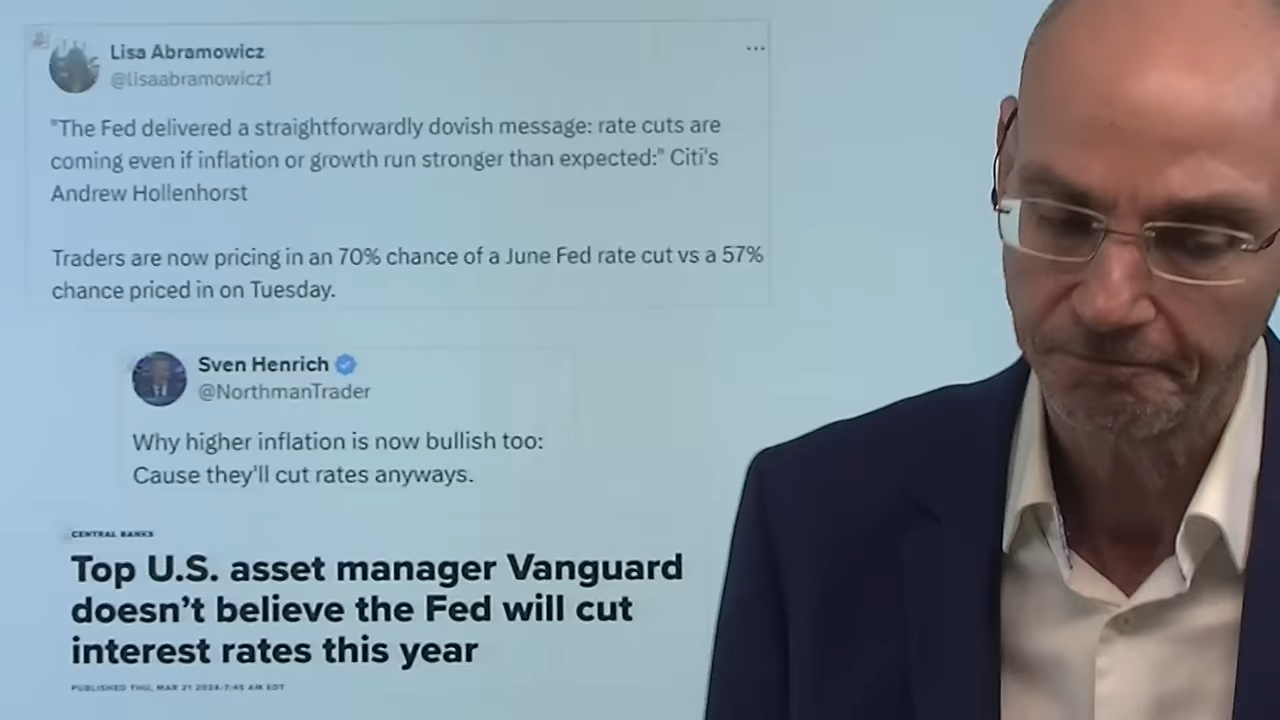 Lisa Abramowicz
@lisaabramowicz1
"The Fed delivered a straightforwardly dovish message: rate cuts are
coming even if inflation or growth run stronger than expected:" Citi's
Andrew Hollenhorst
Traders are now pricing in an 70% chance of a June Fed rate cut vs a 57%
chance priced in on Tuesday.
Sven Henrich
@NorthmanTrader
Why higher inflation is now bullish too:
Cause they'll cut rates anyways.
CENTRAL BANKS
Top U.S. asset manager Vanguard
doesn't believe the Fed will cut
interest rates this year
PUBLISHED THU, MAR 21 2024 7:45 AM EDT